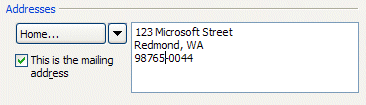 Addresses
Home...
This is the mailing
address
123 Microsoft Street
Redmond, WA
98765-0044